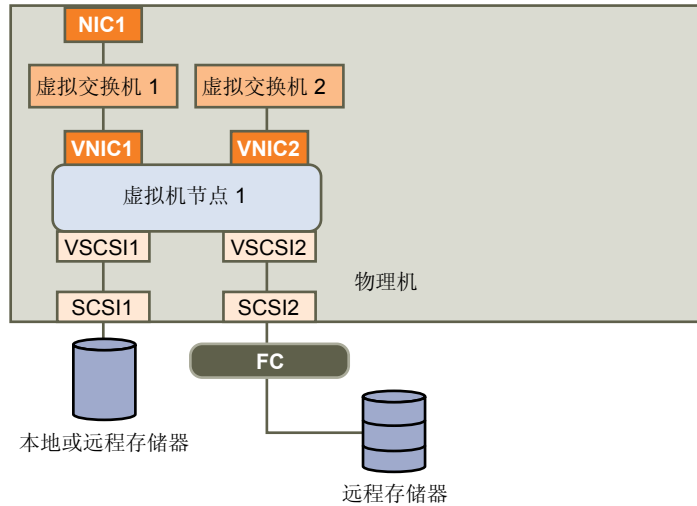 NIC1
虚拟交换机 1
虚拟交换机 2
VNIC1
VNIC2
虚拟机节点 1
VSCSI1
VSCSI2
物理机
SCSI1
SCSI2
FC
本地或远程存储器
远程存储器